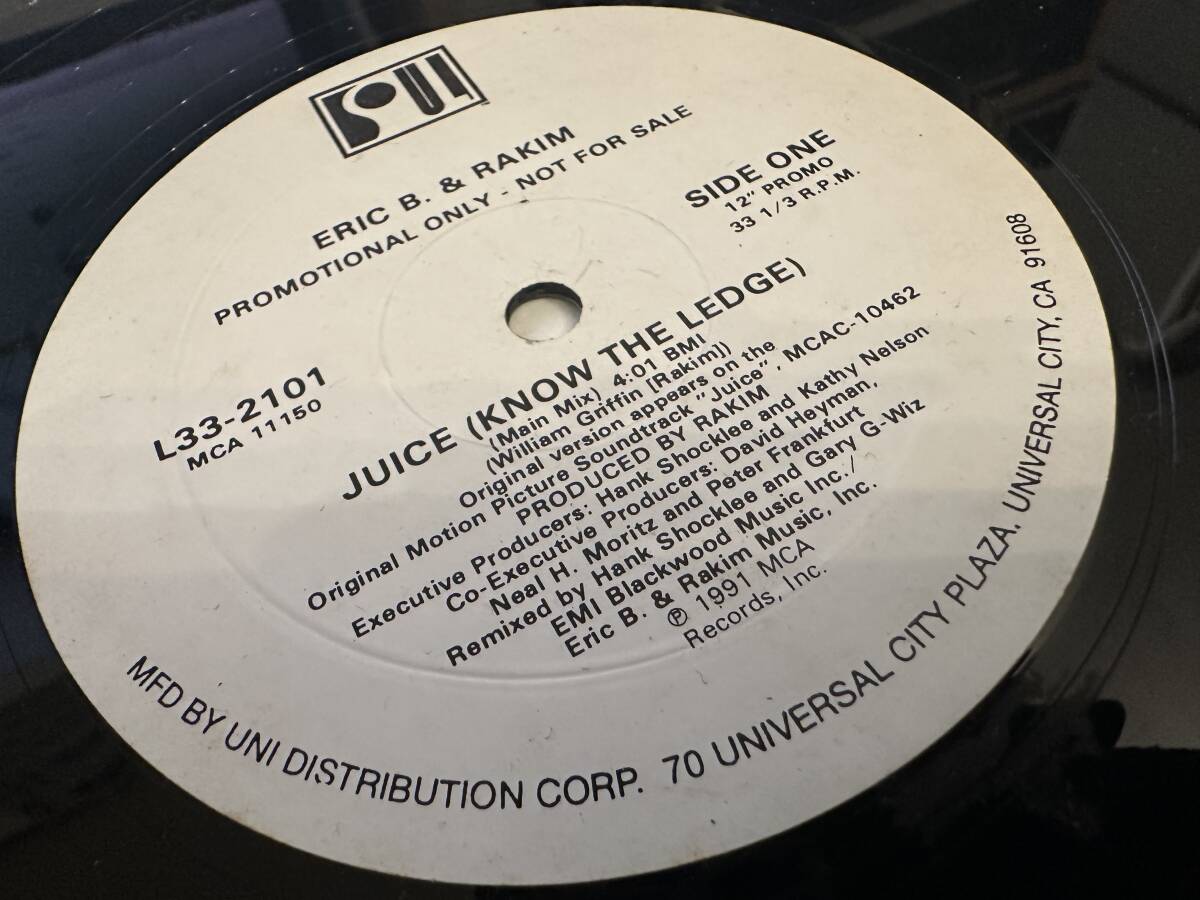 SOUL
ERIC B. & RAKIM
PROMOTIONAL ONLY - NOT FOR SALE
SIDE ONE
12" PROMO
33 1/3 R.P.M.
L33-2101
MCA 11150
JUICE (KNOW THE LEDGE)
(Main Mix) 4:01 BMI
(William Griffin [Rakim])
Original version appears on the
Original Motion Picture Soundtrack "Juice", MCAC-10462
PRODUCED BY RAKIM
Executive Producers: Hank Shocklee and Kathy Nelson
Co-Executive Producers: David Heyman,
Neal H. Moritz and Peter Frankfurt
Remixed by Hank Shocklee and Gary G-Wiz
EMI Blackwood Music Inc./
Eric B. & Rakim Music, Inc.
℗ 1991 MCA
Records, Inc.
MFD BY UNI DISTRIBUTION CORP. 70 UNIVERSAL CITY PLAZA, UNIVERSAL CITY, CA 91608